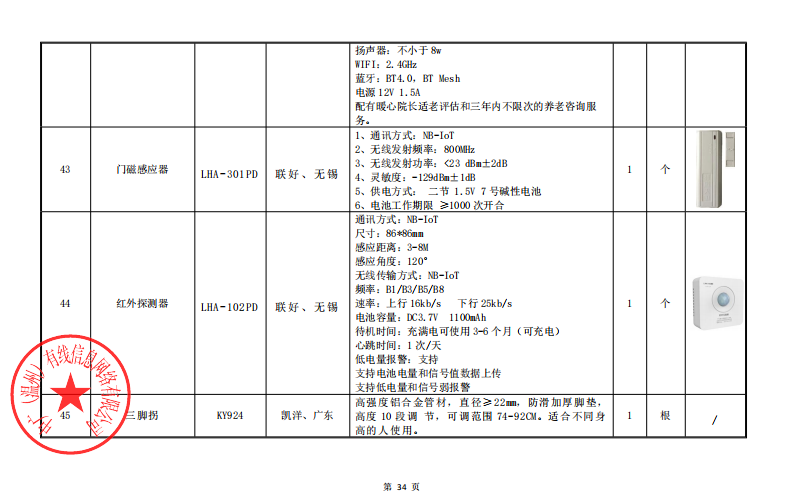 扬声器：不小于 8w
WIFI：2.4GHz
蓝牙：BT4.0，BT Mesh
电源 12V 1.5A
配有暖心院长适老评估和三年内不限次的养老咨询服
务。
43 门磁感应器 LHA-301PD 联好、无锡 1 个
1、通讯方式：NB-IoT
2、无线发射频率：800MHz
3、无线发射功率：<23 dBm±2dB
4、灵敏度：-129dBm±1dB
5、供电方式： 二节 1.5V 7 号碱性电池
6、电池工作期限 ≥1000 次开合
44 红外探测器 LHA-102PD 联好、无锡 1 个
通讯方式：NB-IoT
尺寸：86*86mm
感应距离：3-8M
感应角度：120°
无线传输方式：NB-IoT
频率：B1/B3/B5/B8
速率：上行 16kb/s 下行 25kb/s
电池容量：DC3.7V 1100mAh
待机时间：充满电可使用 3-6 个月（可充电）
心跳时间：1 次/天
低电量报警：支持
支持电池电量和信号值数据上传
支持低电量和信号弱报警
45 三脚拐 KY924 凯洋、广东 1 根 /
高强度铝合金管材，直径≥22mm，防滑加厚脚垫，
高度 10 段调 节，可调范围 74-92CM。适合不同身
高的人使用。
中广（温州）有线信息网络有限公司
第 34 页